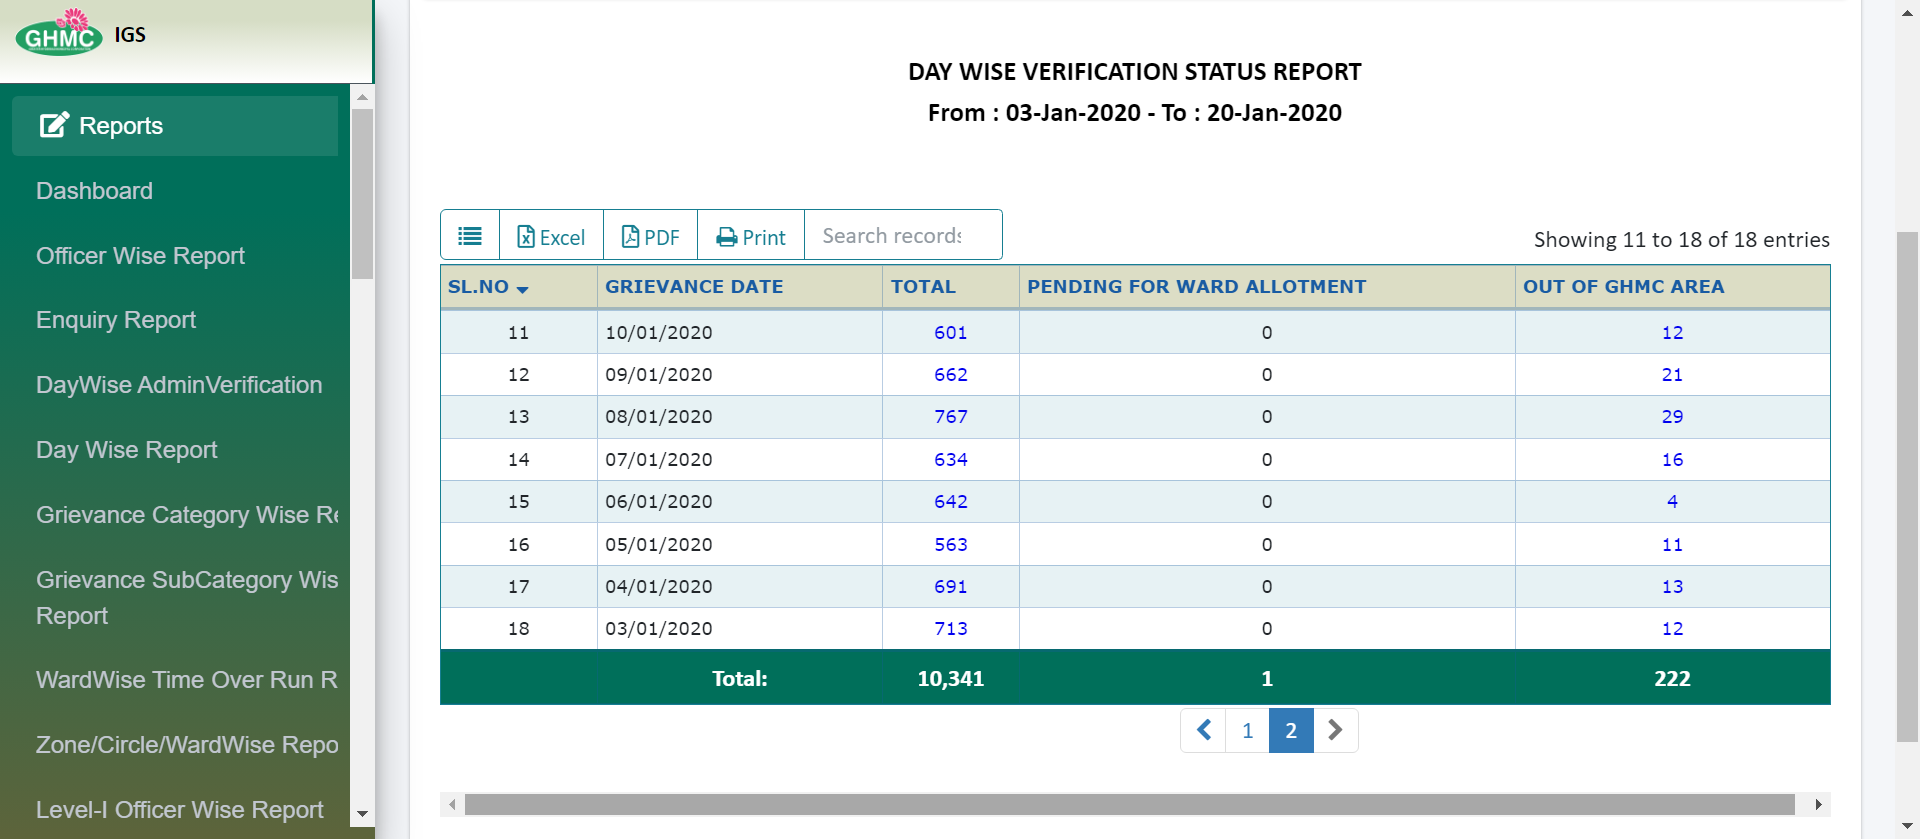 GHMC IGS
Reports
Dashboard
Officer Wise Report
Enquiry Report
DayWise AdminVerification
Day Wise Report
Grievance Category Wise Re
Grievance SubCategory Wis
Report
WardWise Time Over Run R
Zone/Circle/WardWise Repo
Level-I Officer Wise Report
DAY WISE VERIFICATION STATUS REPORT
From : 03-Jan-2020 - To : 20-Jan-2020
Excel PDF Print Search records
Showing 11 to 18 of 18 entries
SL.NO GRIEVANCE DATE TOTAL PENDING FOR WARD ALLOTMENT OUT OF GHMC AREA
11 10/01/2020 601 0 12
12 09/01/2020 662 0 21
13 08/01/2020 767 0 29
14 07/01/2020 634 0 16
15 06/01/2020 642 0 4
16 05/01/2020 563 0 11
17 04/01/2020 691 0 13
18 03/01/2020 713 0 12
Total: 10,341 1 222
1 2